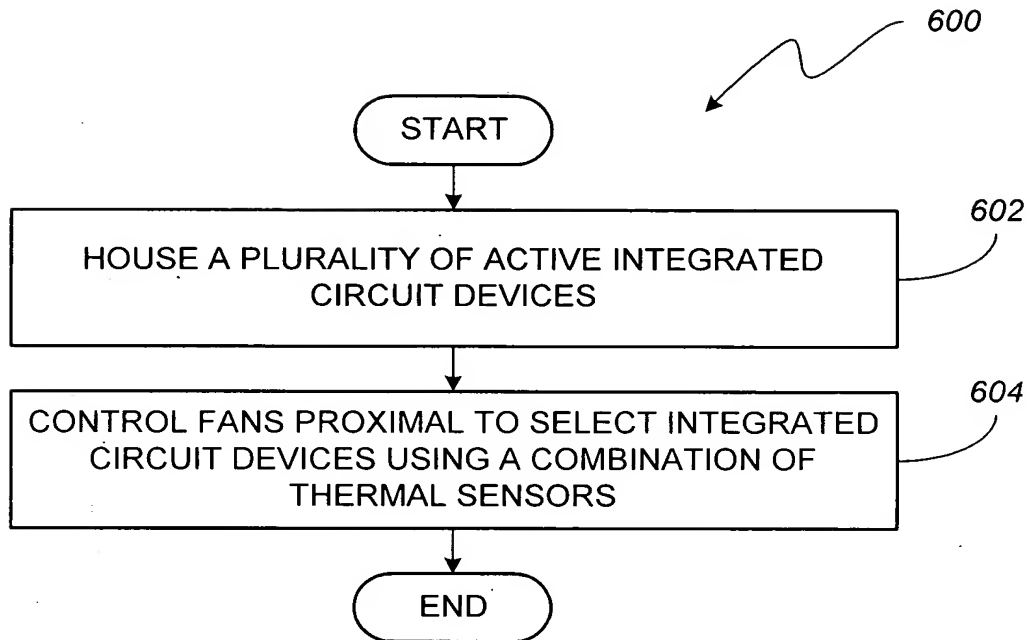 600
START
602
HOUSE A PLURALITY OF ACTIVE INTEGRATED
CIRCUIT DEVICES
604
CONTROL FANS PROXIMAL TO SELECT INTEGRATED
CIRCUIT DEVICES USING A COMBINATION OF
THERMAL SENSORS
END